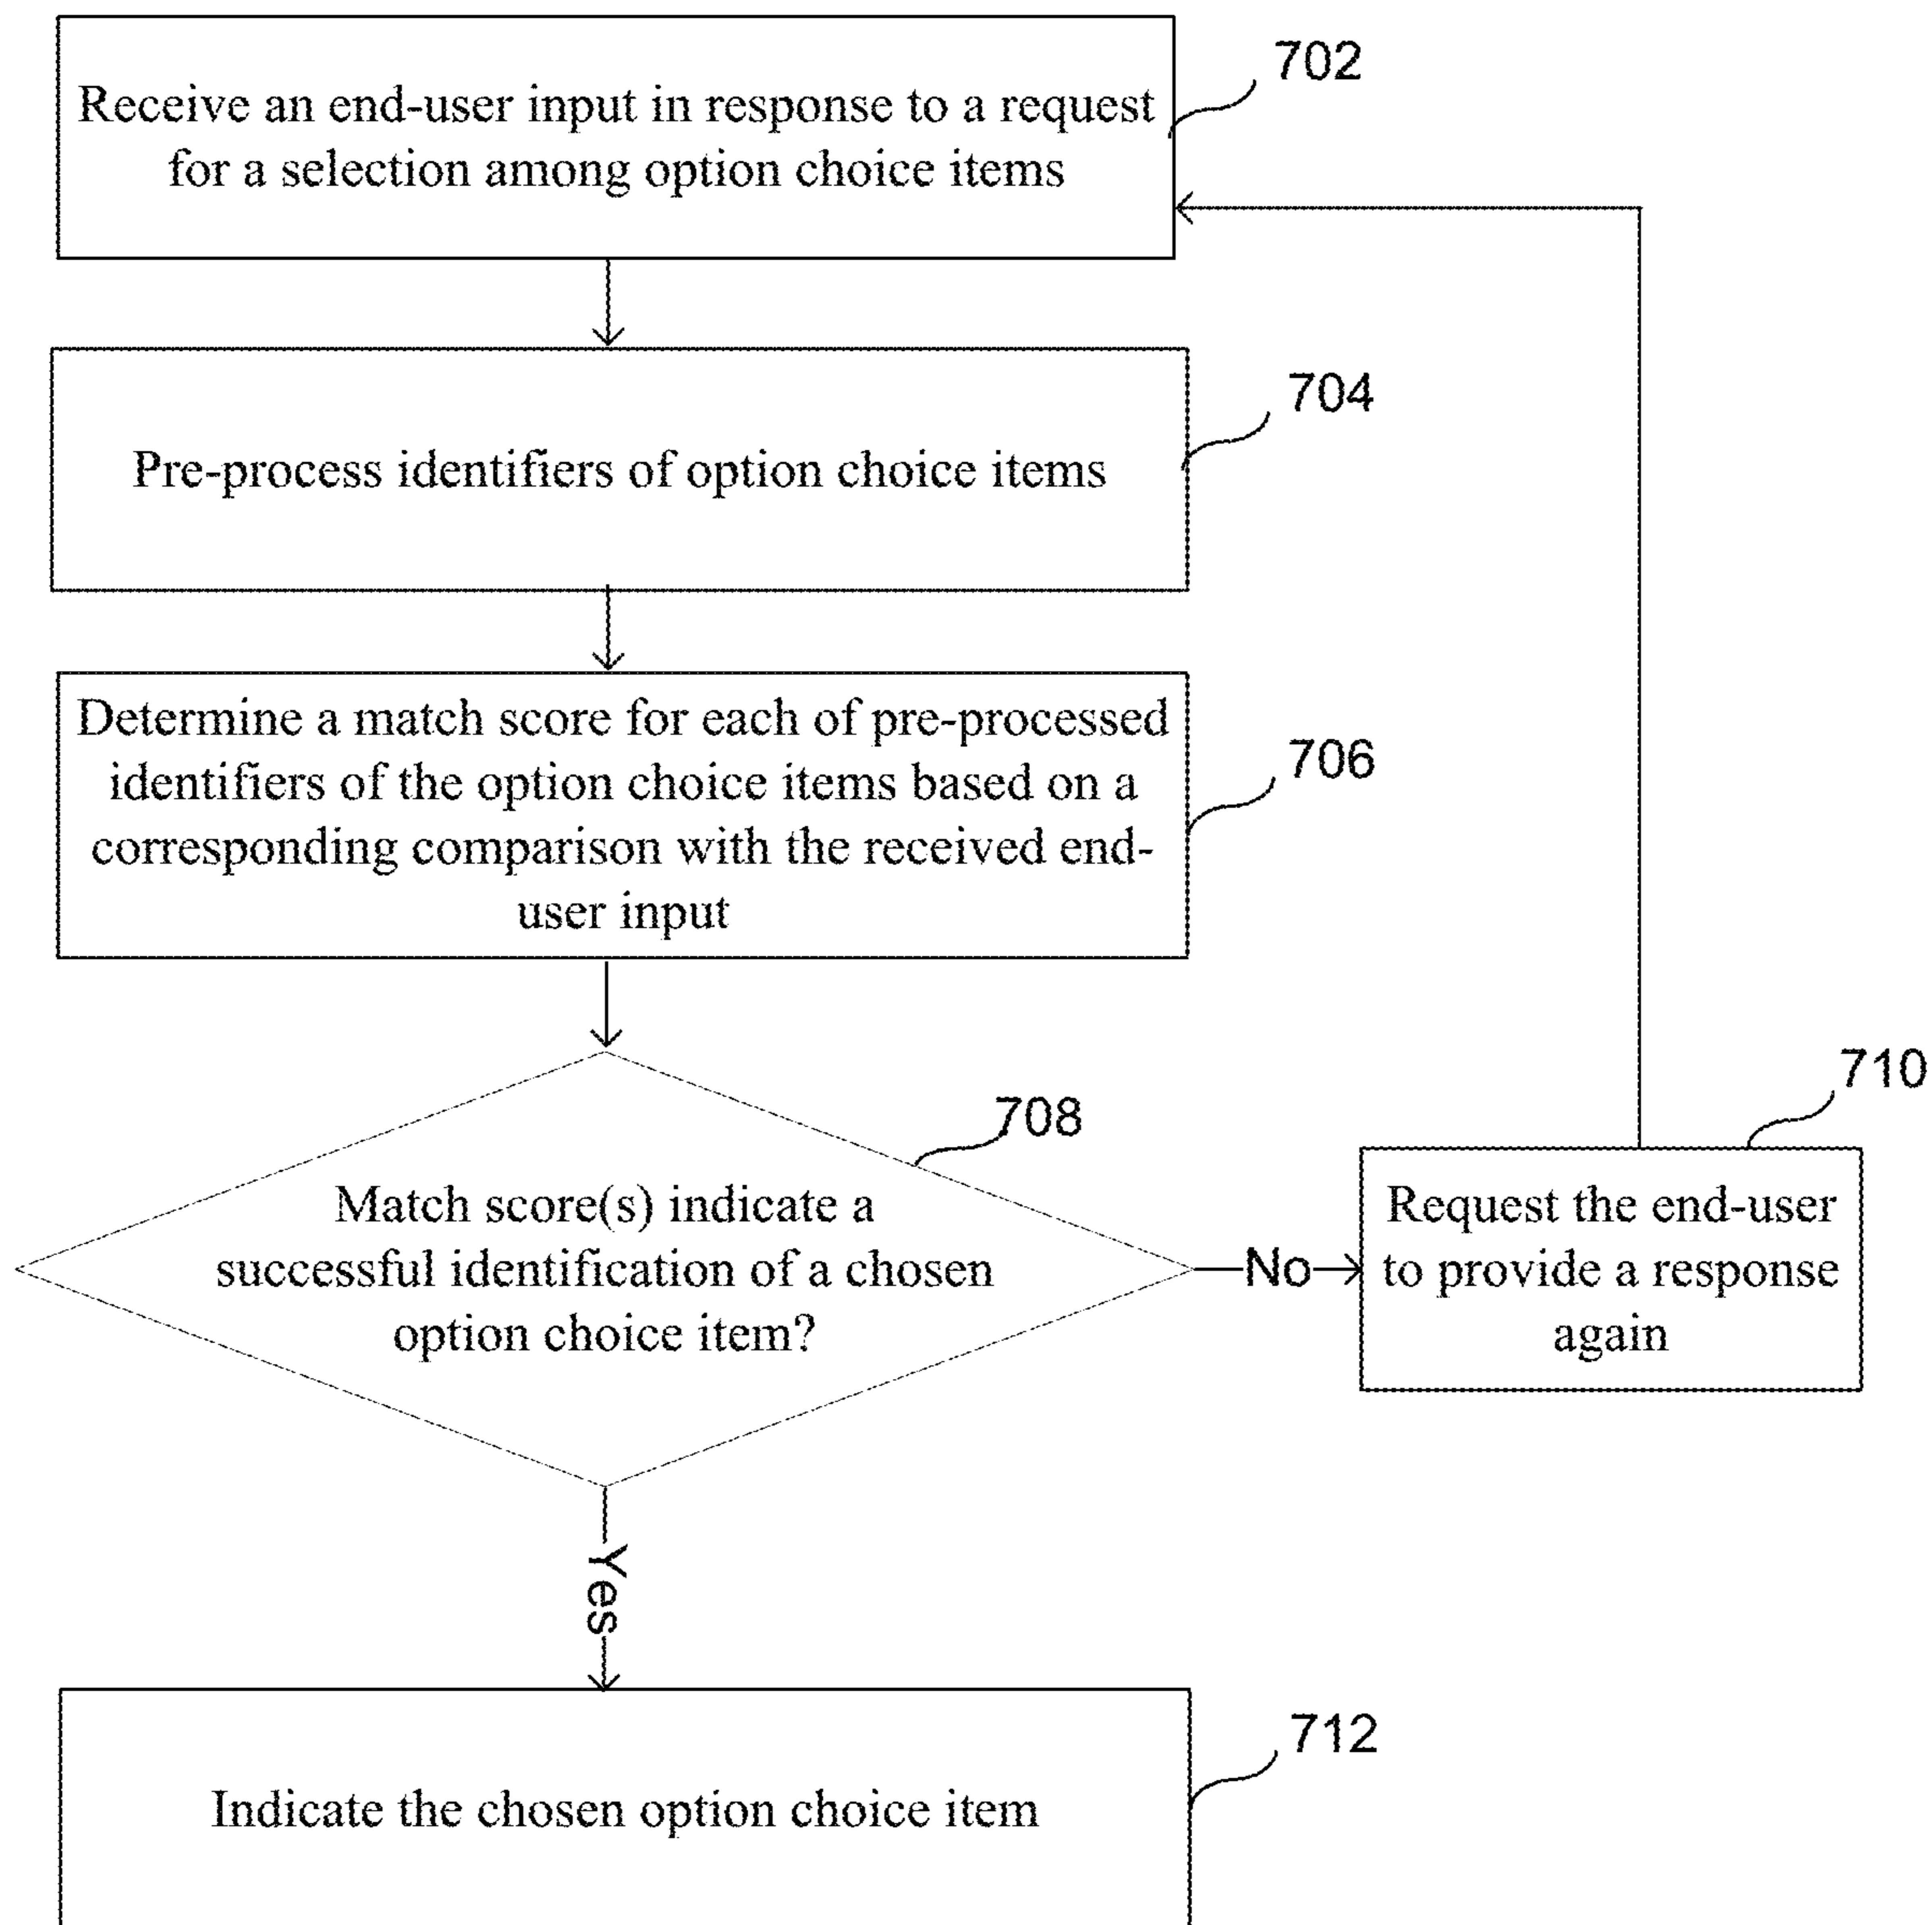 702
Receive an end-user input in response to a request
for a selection among option choice items
704
Pre-process identifiers of option choice items
706
Determine a match score for each of pre-processed
identifiers of the option choice items based on a
corresponding comparison with the received end-
user input
708
Match score(s) indicate a
successful identification of a chosen
option choice item?
No
710
Request the end-user
to provide a response
again
Yes
712
Indicate the chosen option choice item